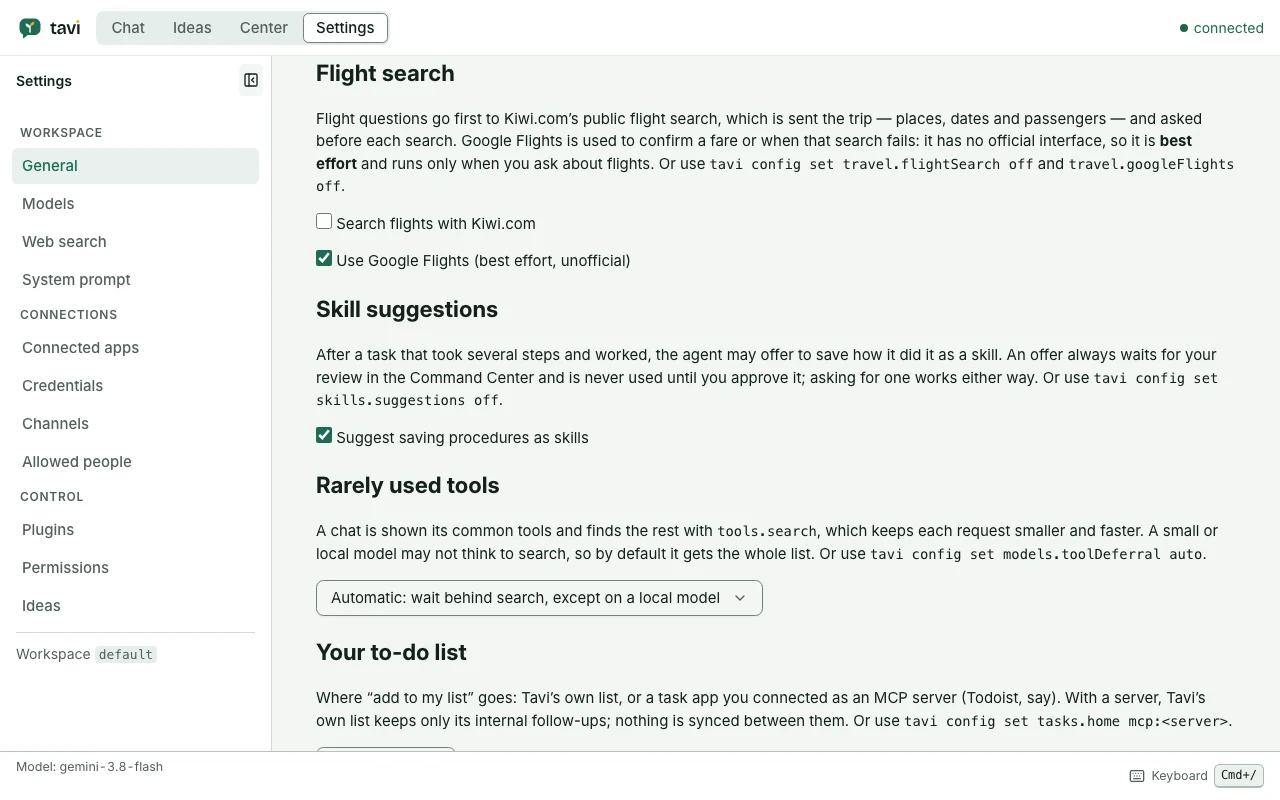 tavi
Chat
Ideas
Center
Settings
connected
Settings
WORKSPACE
General
Models
Web search
System prompt
CONNECTIONS
Connected apps
Credentials
Channels
Allowed people
CONTROL
Plugins
Permissions
Ideas
Workspace default
Flight search
Flight questions go first to Kiwi.com’s public flight search, which is sent the trip — places, dates and passengers — and asked
before each search. Google Flights is used to confirm a fare or when that search fails: it has no official interface, so it is best
effort and runs only when you ask about flights. Or use tavi config set travel.flightSearch off and travel.googleFlights
off.
Search flights with Kiwi.com
Use Google Flights (best effort, unofficial)
Skill suggestions
After a task that took several steps and worked, the agent may offer to save how it did it as a skill. An offer always waits for your
review in the Command Center and is never used until you approve it; asking for one works either way. Or use tavi config set
skills.suggestions off.
Suggest saving procedures as skills
Rarely used tools
A chat is shown its common tools and finds the rest with tools.search, which keeps each request smaller and faster. A small or
local model may not think to search, so by default it gets the whole list. Or use tavi config set models.toolDeferral auto.
Automatic: wait behind search, except on a local model
Your to-do list
Where “add to my list” goes: Tavi’s own list, or a task app you connected as an MCP server (Todoist, say). With a server, Tavi’s
own list keeps only its internal follow-ups; nothing is synced between them. Or use tavi config set tasks.home mcp:<server>.
Model: gemini-3.8-flash
Keyboard Cmd+/